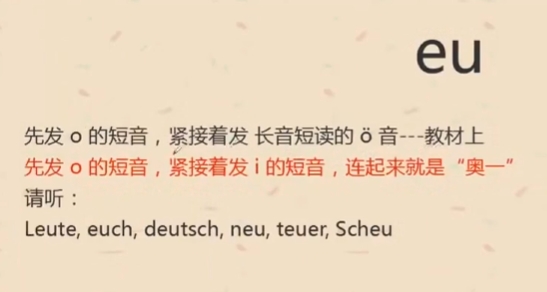 eu
先发 o 的短音，紧接着发 长音短读的 ö 音---教材上
先发 o 的短音，紧接着发 i 的短音，连起来就是“奥一”
请听：
Leute, euch, deutsch, neu, teuer, Scheu